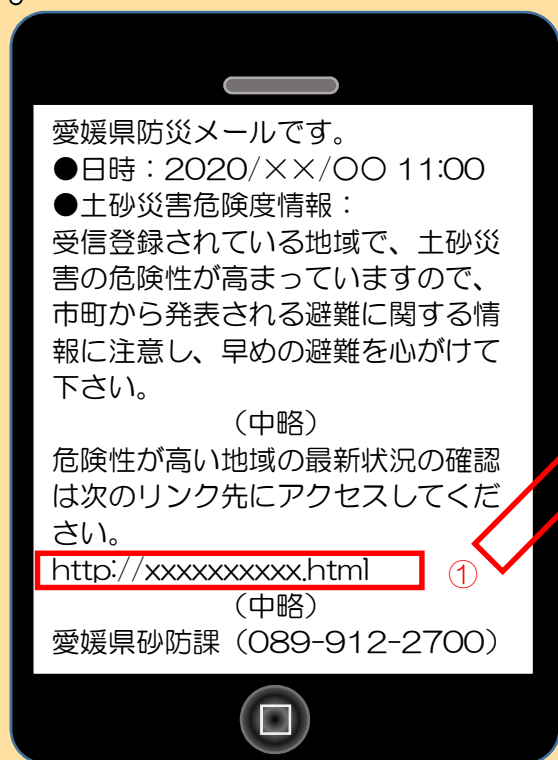 愛媛県防災メールです。
●日時：2020/××/〇〇 11:00
●土砂災害危険度情報：
受信登録されている地域で、土砂災
害の危険性が高まっていますので、
市町から発表される避難に関する情
報に注意し、早めの避難を心がけて
下さい。
（中略）
危険性が高い地域の最新状況の確認
は次のリンク先にアクセスしてくだ
さい。
http://xxxxxxxxxx.html ①
（中略）
愛媛県砂防課（089-912-2700）